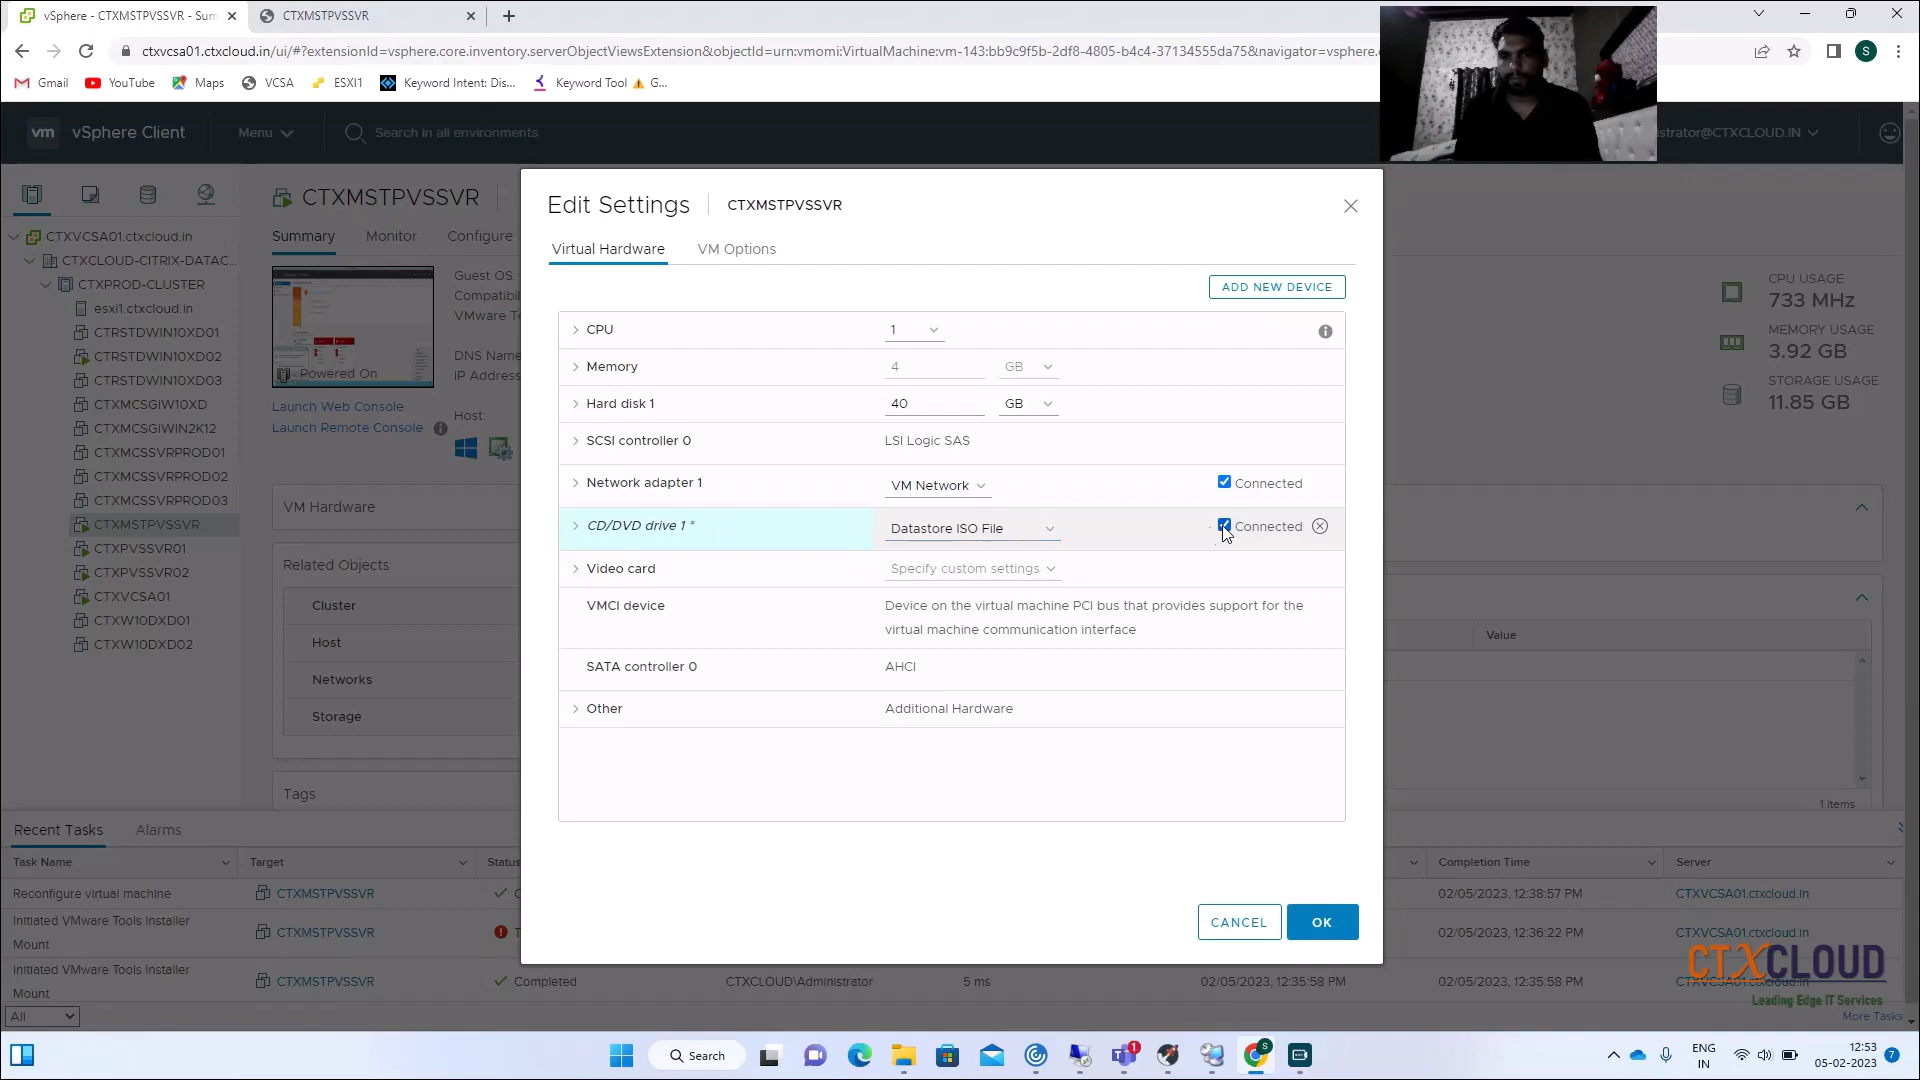 vSphere - CTXMSTPVSSVR - Sum
CTXMSTPVSSVR
ctxvcsa01.ctxcloud.in/ui/#?extensionId=vsphere.core.inventory.serverObjectViewsExtension&objectId=urn:vmomi:VirtualMachine:vm-143:bb9c9f5b-2df8-4805-b4c4-37134555da75&navigator=vsphere.c
S
Gmail
YouTube
Maps
VCSA
ESXI1
Keyword Intent: Dis...
Keyword Tool
G...
vm
vSphere Client
Menu
Search in all environments
istrator@CTXCLOUD.IN
CTXMSTPVSSVR
Summary
Monitor
Configure
CTXVCSA01.ctxcloud.in
CTXCLOUD-CITRIX-DATAC...
CTXPROD-CLUSTER
esxi1.ctxcloud.in
CTRSTDWIN10XD01
CTRSTDWIN10XD02
CTRSTDWIN10XD03
CTXMCSGIW10XD
CTXMCSGIWIN2K12
CTXMCSSVRPROD01
CTXMCSSVRPROD02
CTXMCSSVRPROD03
CTXMSTPVSSVR
CTXPVSSVR01
CTXPVSSVR02
CTXVCSA01
CTXW10DXD01
CTXW10DXD02
Powered On
Launch Web Console
Launch Remote Console
Guest OS:
Compatibil
VMware To
DNS Name
IP Address
Host:
VM Hardware
Related Objects
Cluster
Host
Networks
Storage
Tags
CPU USAGE
733 MHz
MEMORY USAGE
3.92 GB
STORAGE USAGE
11.85 GB
Value
1 items
Edit Settings
CTXMSTPVSSVR
Virtual Hardware
VM Options
ADD NEW DEVICE
CPU
1
Memory
4
GB
Hard disk 1
40
GB
SCSI controller 0
LSI Logic SAS
Network adapter 1
VM Network
Connected
CD/DVD drive 1 *
Datastore ISO File
Connected
Video card
Specify custom settings
VMCI device
Device on the virtual machine PCI bus that provides support for the
virtual machine communication interface
SATA controller 0
AHCI
Other
Additional Hardware
CANCEL
OK
Recent Tasks
Alarms
Task Name
Target
Status
Completion Time
Server
Reconfigure virtual machine
CTXMSTPVSSVR
C
02/05/2023, 12:38:57 PM
CTXVCSA01.ctxcloud.in
Initiated VMware Tools Installer
Mount
CTXMSTPVSSVR
T
02/05/2023, 12:36:22 PM
CTXVCSA01.ctxcloud.in
Initiated VMware Tools Installer
Mount
CTXMSTPVSSVR
Completed
CTXCLOUD\Administrator
5 ms
02/05/2023, 12:35:58 PM
02/05/2023, 12:35:58 PM
CTXVCSA01.ctxcloud.in
CTXCLOUD
Leading Edge IT Services
All
More Tasks
Search
1
S
ENG
IN
12:53
05-02-2023
7